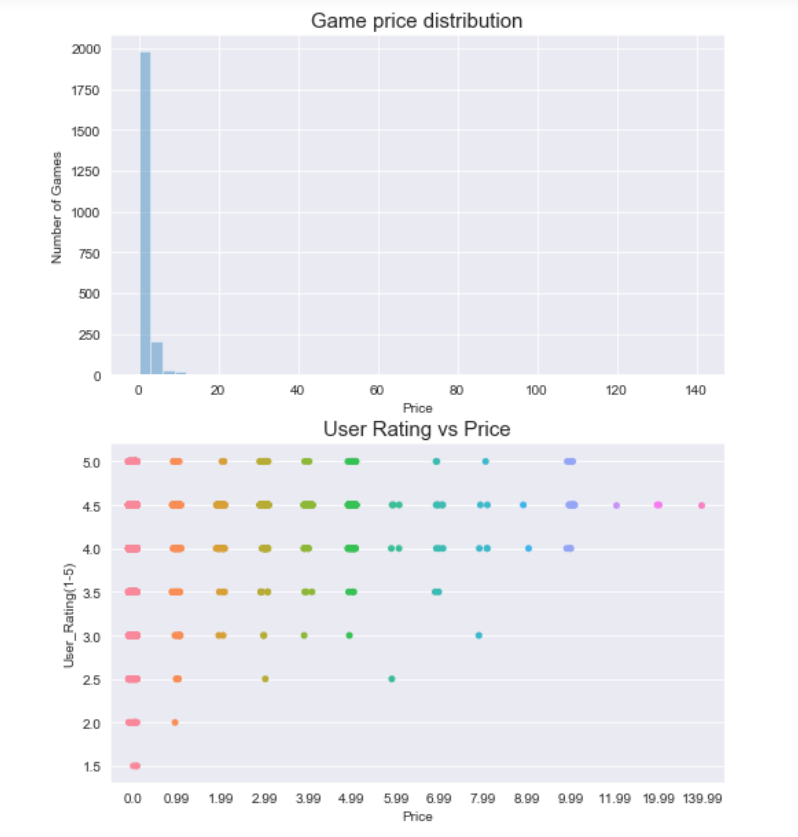 Game price distribution
2000
1750
1500
1250
1000
750
500
250
0
Number of Games
0 20 40 60 80 100 120 140
Price
User Rating vs Price
5.0
4.5
4.0
3.5
3.0
2.5
2.0
1.5
User_Rating(1-5)
0.0 0.99 1.99 2.99 3.99 4.99 5.99 6.99 7.99 8.99 9.99 11.99 19.99 139.99
Price